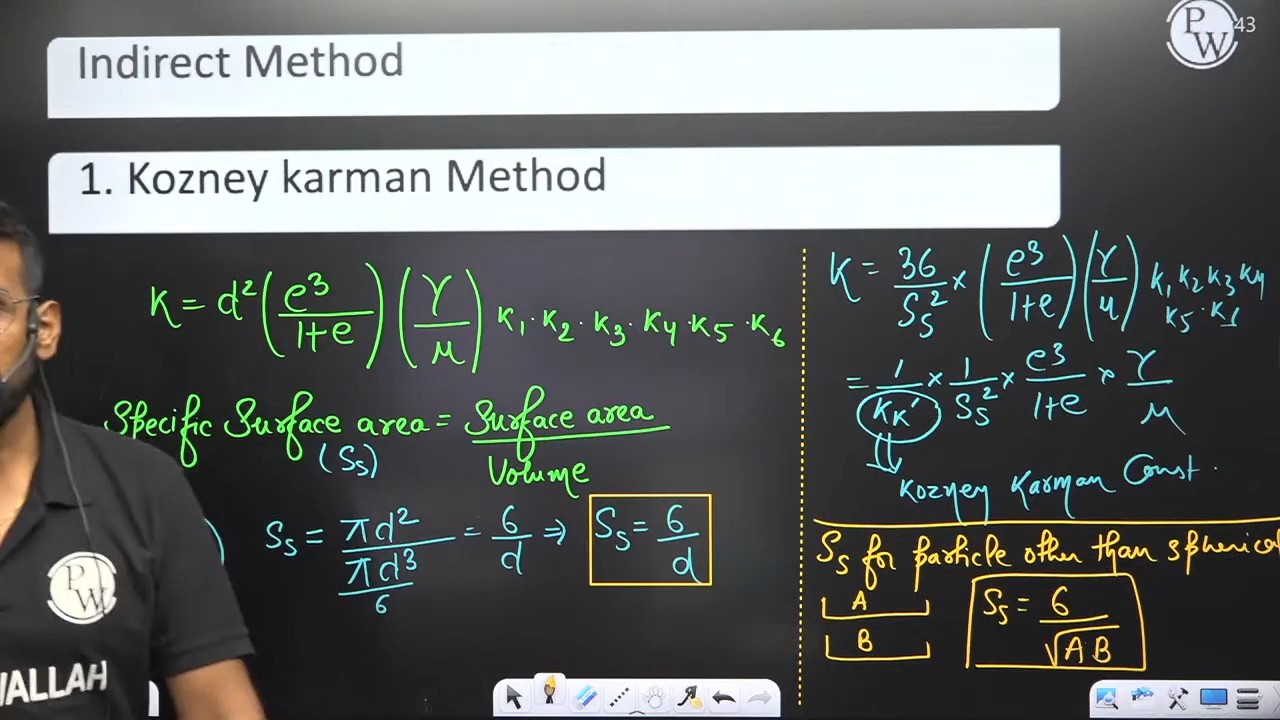 PW 43
Indirect Method
1. Kozney karman Method
K = d² (e³/(1+e)) (γ/μ) K₁ · K₂ · K₃ · K₄ · K₅ · K₆
Specific Surface area = Surface area / Volume
(Sₛ)
Sₛ = πd² / (πd³/6) = 6/d ⇒ Sₛ = 6/d
K = 36/Sₛ² × (e³/(1+e)) (γ/μ) K₁ K₂ K₃ K₄
K₅ · K₆
= 1/Kₖ' × 1/Sₛ² × e³/(1+e) × γ/μ
Kozney Karman Const.
Sₛ for particle other than spherical
A
B
Sₛ = 6/√AB
PW
WALLAH